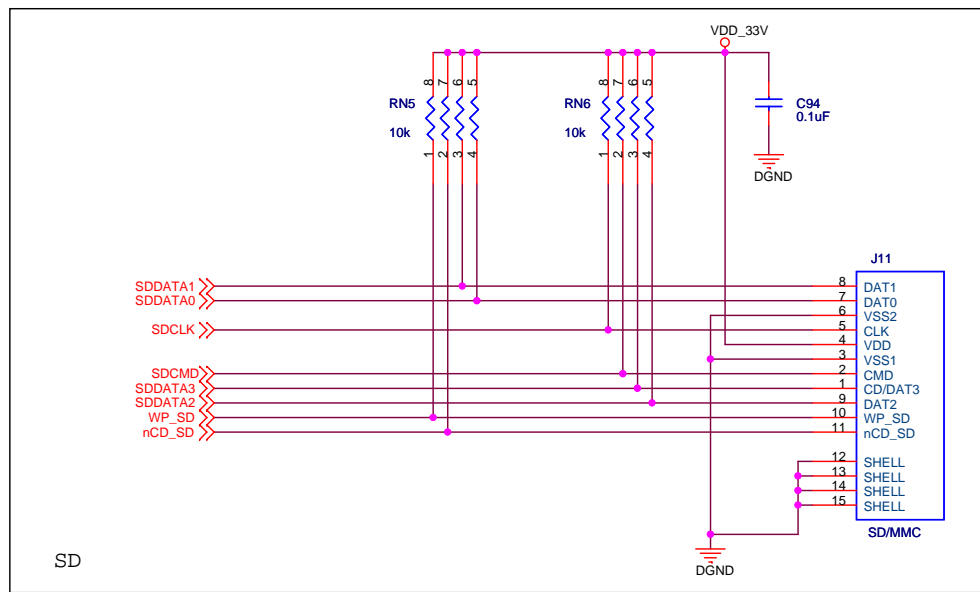 VDD_33V
8 7 6 5
8 7 6 5
RN5
RN6
C94
10k
10k
0.1uF
1 2 3 4
1 2 3 4
DGND
J11
SDDATA1 8 DAT1
SDDATA0 7 DAT0
6 VSS2
SDCLK 5 CLK
4 VDD
3 VSS1
SDCMD 2 CMD
SDDATA3 1 CD/DAT3
SDDATA2 9 DAT2
WP_SD 10 WP_SD
nCD_SD 11 nCD_SD
12 SHELL
13 SHELL
14 SHELL
15 SHELL
SD/MMC
SD
DGND